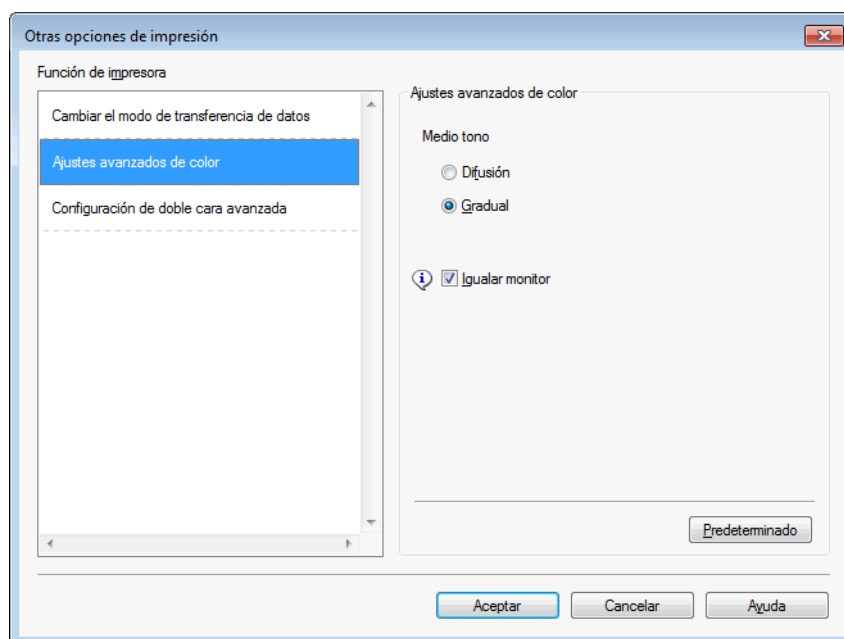 Otras opciones de impresión
Función de impresora
Cambiar el modo de transferencia de datos
Ajustes avanzados de color
Configuración de doble cara avanzada
Ajustes avanzados de color
Medio tono
Difusión
Gradual
Igualar monitor
Predeterminado
Aceptar
Cancelar
Ayuda